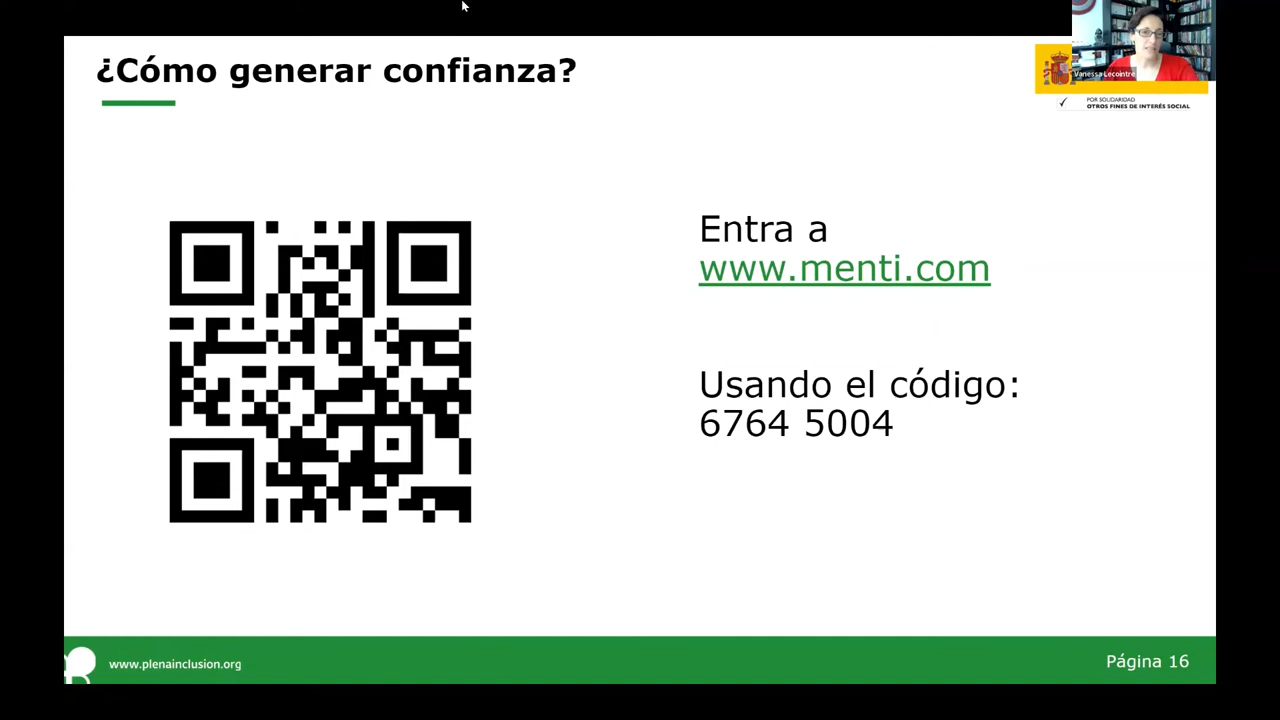 ¿Cómo generar confianza?
Vanessa Lecointre
POR SOLIDARIDAD
OTROS FINES DE INTERÉS SOCIAL
Entra a
www.menti.com
Usando el código:
6764 5004
www.plenainclusion.org
Página 16